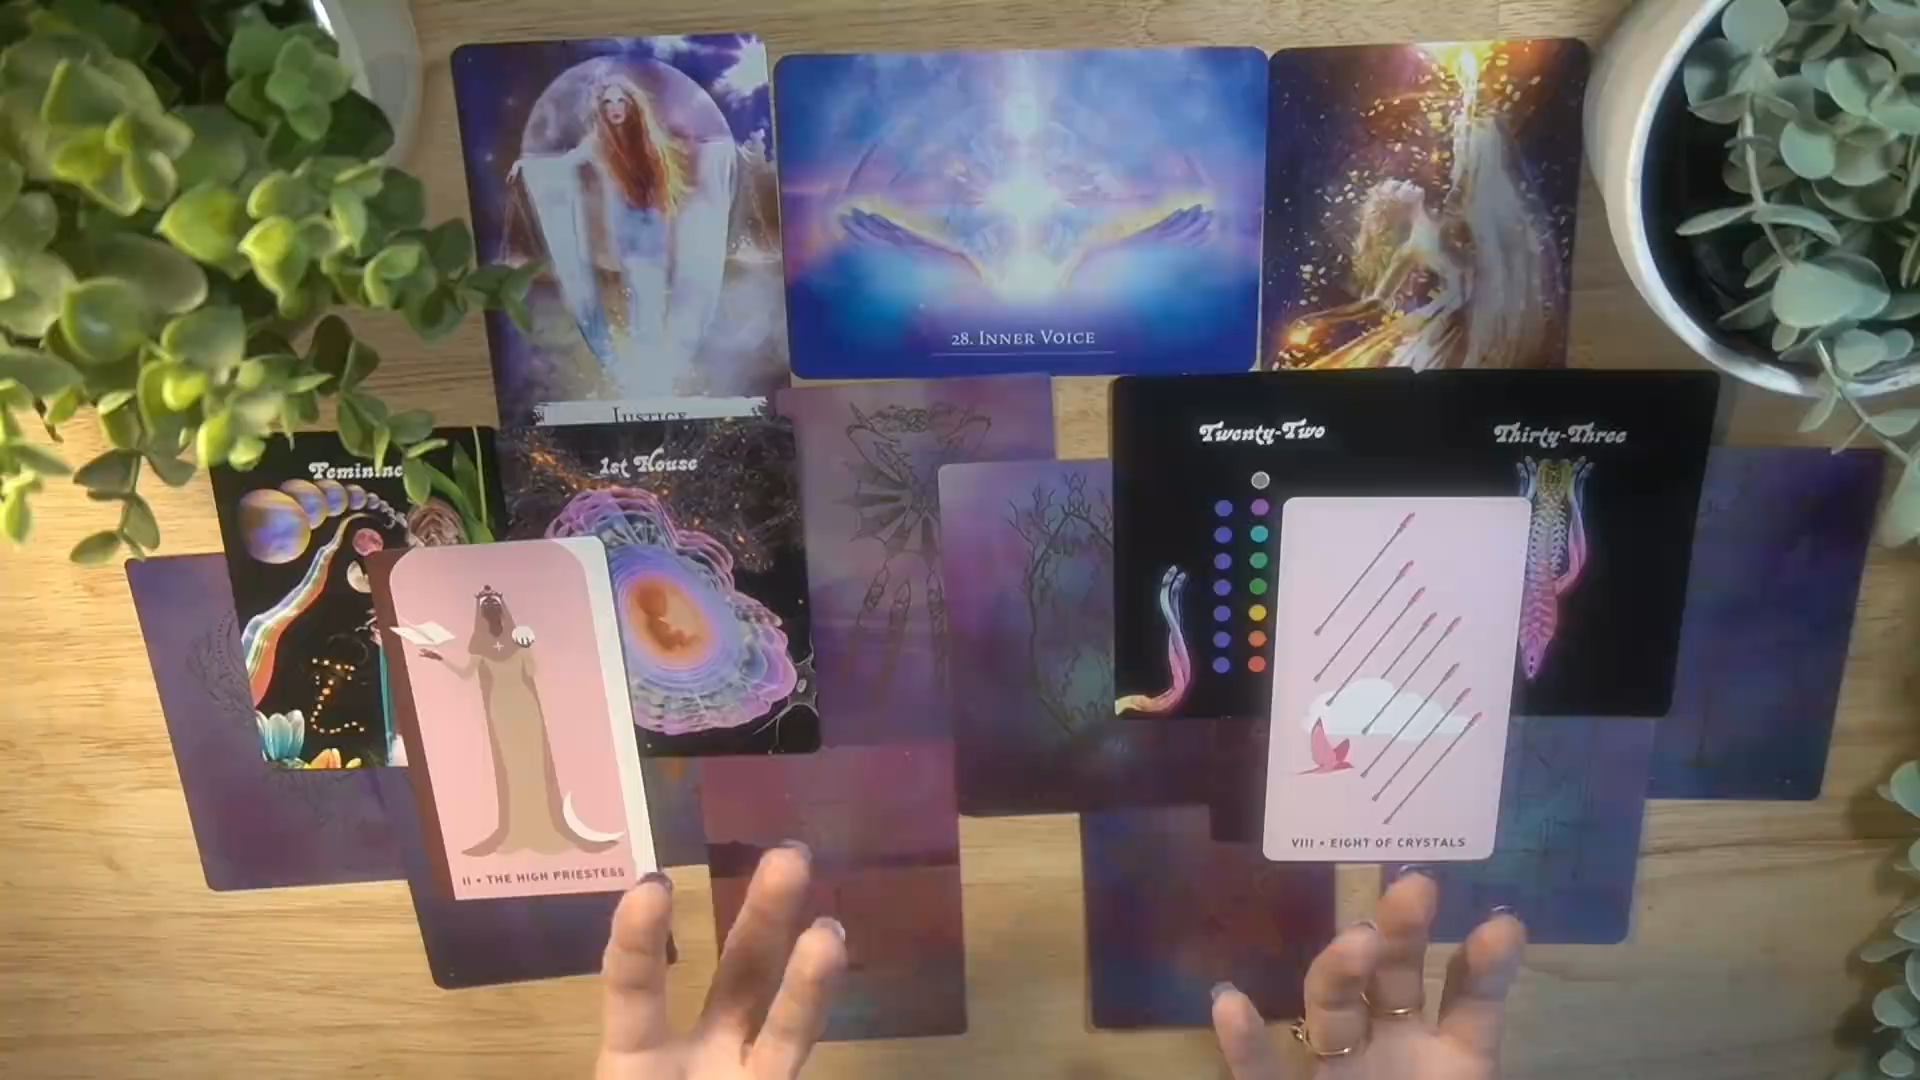 28. Inner Voice
Justice
Feminine
1st House
Twenty-Two
Thirty-Three
II • THE HIGH PRIESTESS
VIII • EIGHT OF CRYSTALS